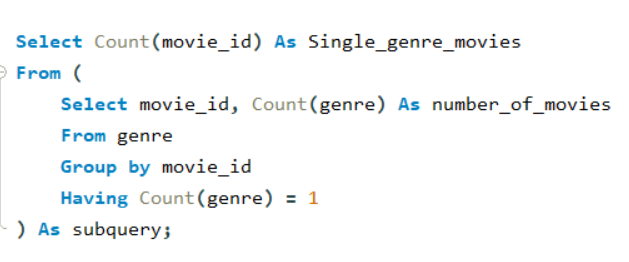 Select Count(movie_id) As Single_genre_movies
From (
Select movie_id, Count(genre) As number_of_movies
From genre
Group by movie_id
Having Count(genre) = 1
) As subquery;